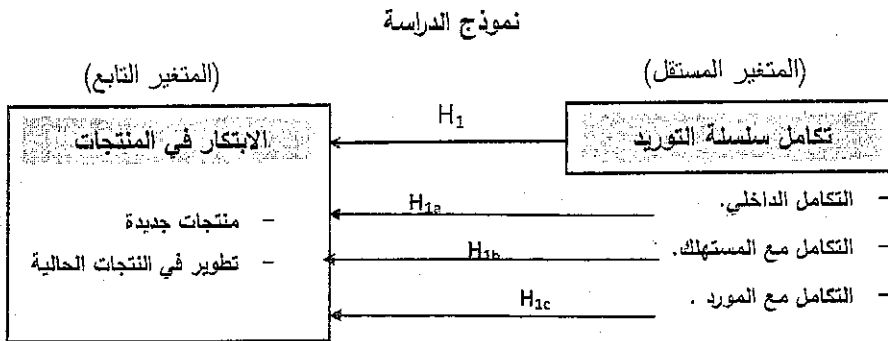 نموذج الدراسة
(المتغير المستقل)
(المتغير التابع)
تكامل سلسلة التوريد
H1
الابتكار في المنتجات
- التكامل الداخلي.
H1a
- منتجات جديدة
- التكامل مع المستهلك.
H1b
- تطوير في النتجات الحالية
- التكامل مع المورد .
H1c